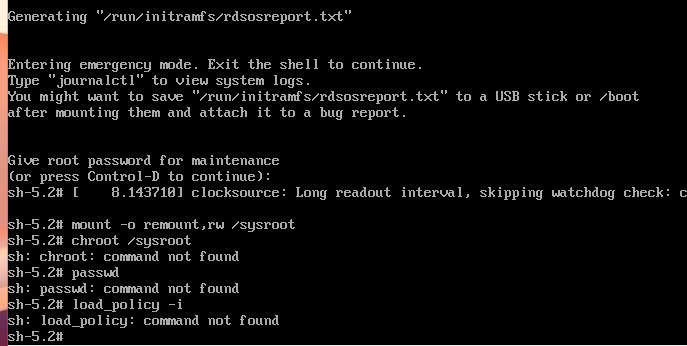 Generating "/run/initramfs/rdsosreport.txt"
Entering emergency mode. Exit the shell to continue.
Type "journalctl" to view system logs.
You might want to save "/run/initramfs/rdsosreport.txt" to a USB stick or /boot
after mounting them and attach it to a bug report.
Give root password for maintenance
(or press Control-D to continue):
sh-5.2# [    8.143710] clocksource: Long readout interval, skipping watchdog check: c
sh-5.2# mount -o remount,rw /sysroot
sh-5.2# chroot /sysroot
sh: chroot: command not found
sh-5.2# passwd
sh: passwd: command not found
sh-5.2# load_policy -i
sh: load_policy: command not found
sh-5.2#